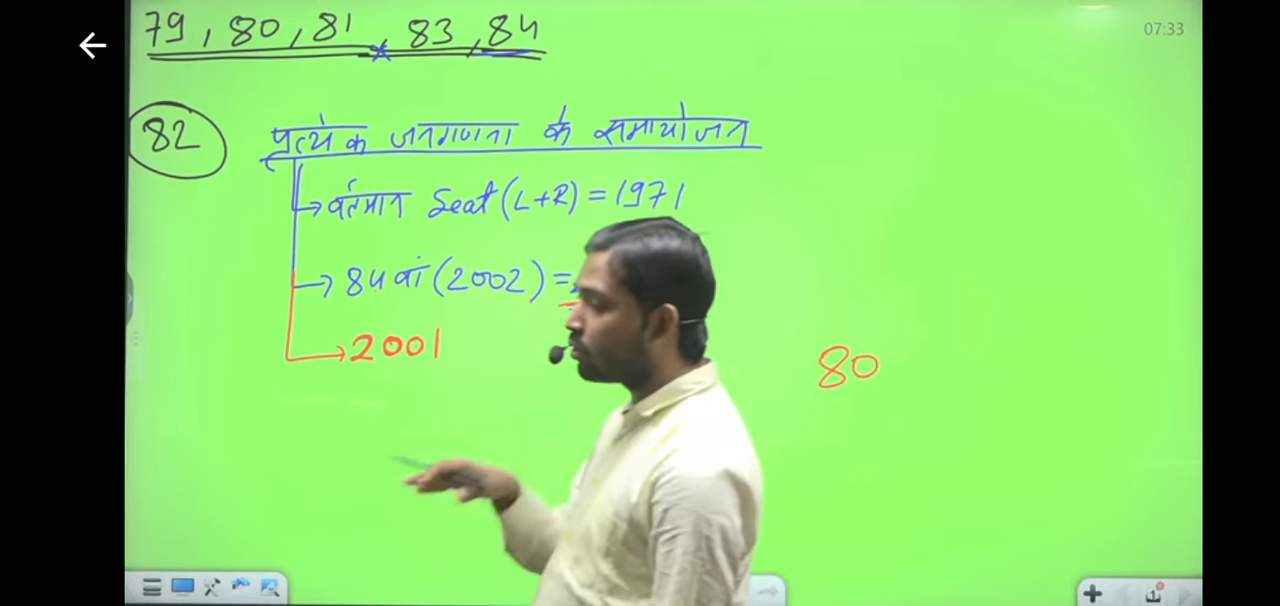 79, 80, 81, 83, 84
07:33
82
प्रत्येक जनगणना के समायोजन
→ वर्तमान Seat (L+R) = 1971
→ 84वां (2002) =
→ 2001
80
1